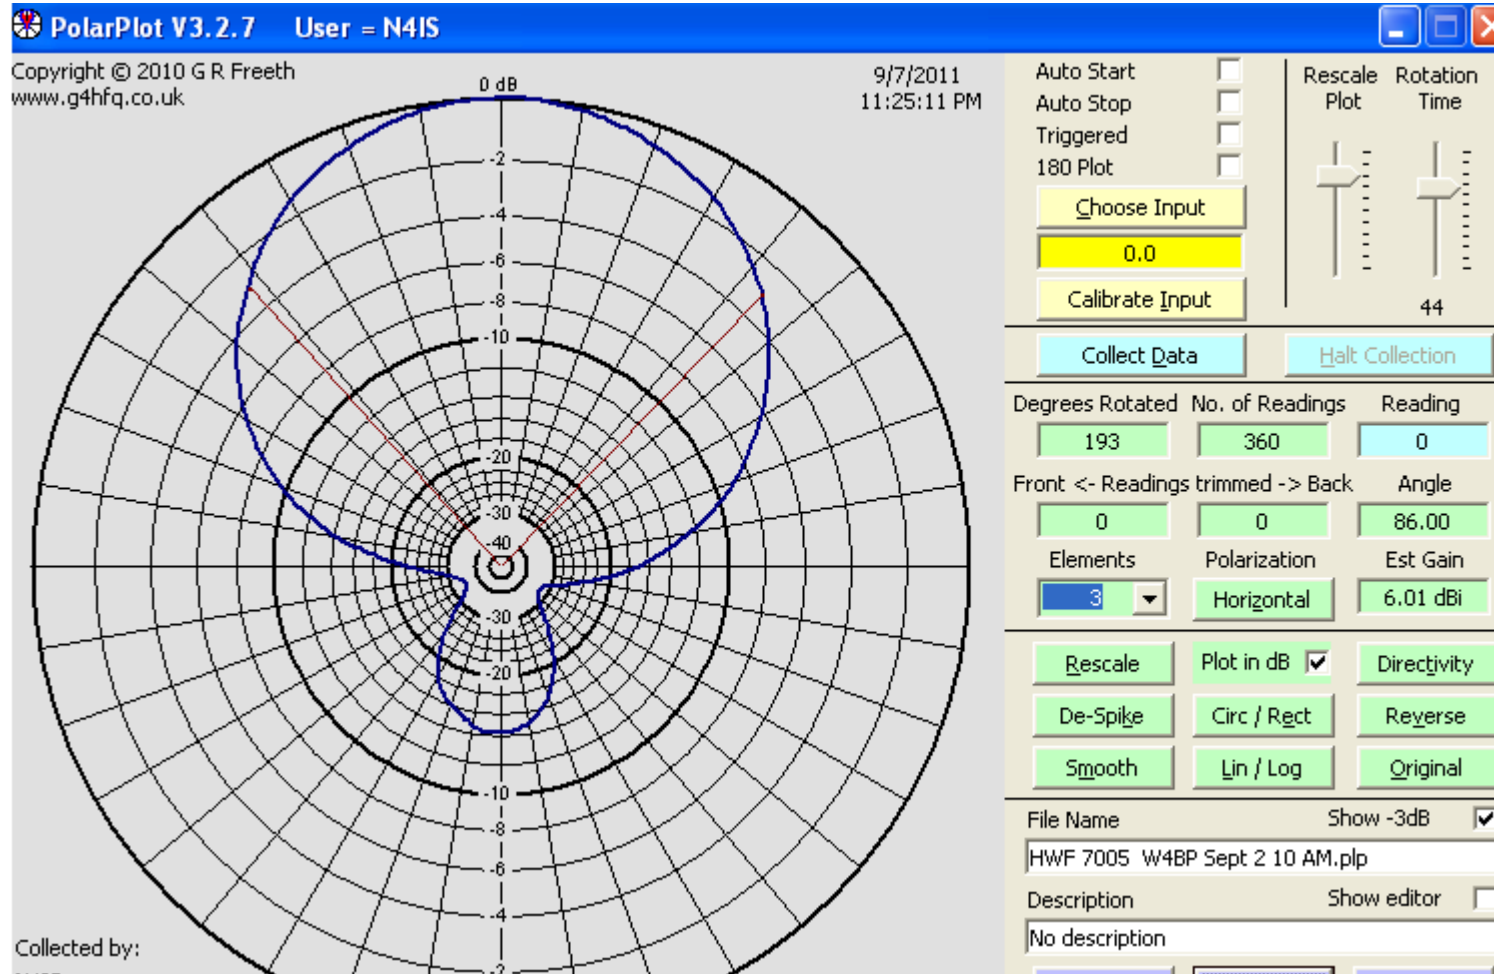 PolarPlot V3.2.7 User = N4IS
Copyright © 2010 G R Freeth
www.g4hfq.co.uk
9/7/2011
11:25:11 PM
0 dB
-2
-4
-6
-8
-10
-20
-30
-40
-30
-20
-10
-8
-6
-4
-2
Collected by:
Auto Start
Auto Stop
Triggered
180 Plot
Rescale Plot
Rotation Time
Choose Input
0.0
Calibrate Input
44
Collect Data
Halt Collection
Degrees Rotated No. of Readings Reading
193 360 0
Front <- Readings trimmed -> Back Angle
0 0 86.00
Elements Polarization Est Gain
3 Horizontal 6.01 dBi
Rescale Plot in dB Directivity
De-Spike Circ / Rect Reverse
Smooth Lin / Log Original
File Name Show -3dB
HWF 7005 W4BP Sept 2 10 AM.plp
Description Show editor
No description